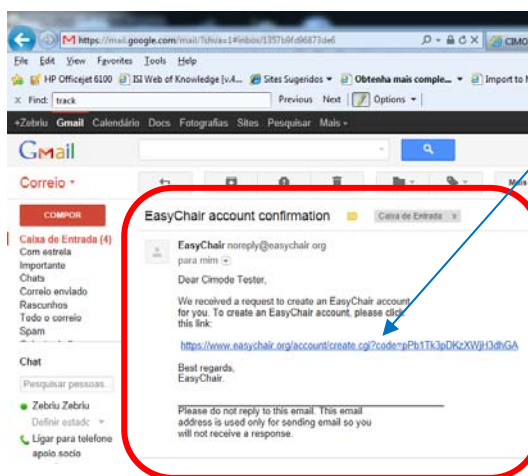 https://mail.google.com/mail/?shva=1#inbox/1357b9fd96873de6
CIMO
File Edit View Fgvorites Tools Help
HP Officejet 6100 ISI Web of Knowledge [v.4... Sites Sugeridos Obtenha mais comple... Import to
X Find: track Previous Next Options
+Zebriu Gmail Calendário Docs Fotografias Sites Pesquisar Mais
Gmail
Correio Mais
COMPOR
EasyChair account confirmation Caixa de Entrada x
Caixa de Entrada (4)
Com estrela
Importante
Chats
Correio enviado
Rascunhos
Todo o correio
Spam
EasyChair noreply@easychair org
para mim
Dear Cimode Tester,
We received a request to create an EasyChair account
for you. To create an EasyChair account, please click
this link:
https://www.easychair.org/account/create.cgi?code=pPb1Tk3pDKzXWjH3dhGA
Best regards,
EasyChair.
Please do not reply to this email. This email
address is used only for sending email so you
will not receive a response.
Chat
Pesquisar pessoas.
Zebriu Zebriu
Definir estado
Ligar para telefone
apoio socio